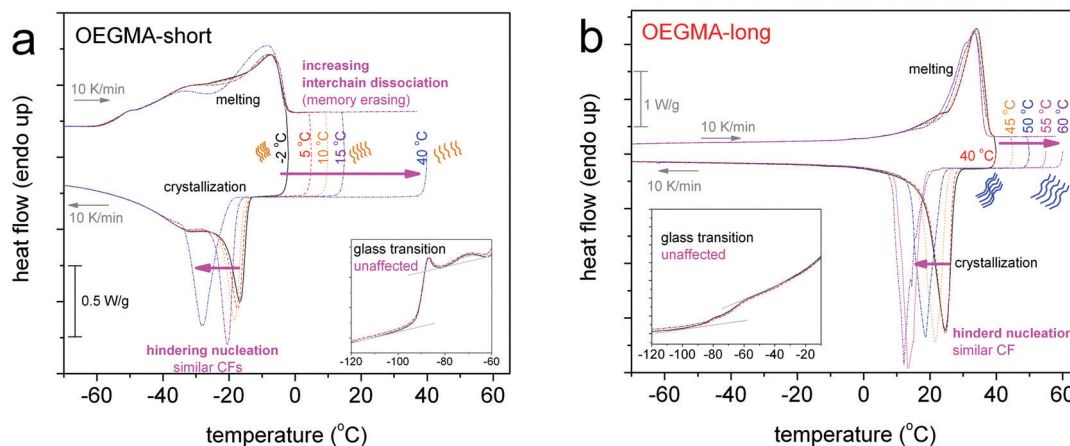 a
OEGMA-short
increasing
interchain dissociation
(memory erasing)
10 K/min
melting
-2 °C
5 °C
10 °C
15 °C
40 °C
crystallization
10 K/min
0.5 W/g
hindering nucleation
similar CFs
glass transition
unaffected
-120 -100 -80 -60
heat flow (endo up)
-60 -40 -20 0 20 40 60
temperature (°C)
b
OEGMA-long
melting
1 W/g
10 K/min
40 °C
45 °C
50 °C
55 °C
60 °C
10 K/min
glass transition
unaffected
-120 -100 -80 -60 -40 -20
crystallization
hinderd nucleation
similar CF
heat flow (endo up)
-60 -40 -20 0 20 40 60
temperature (°C)